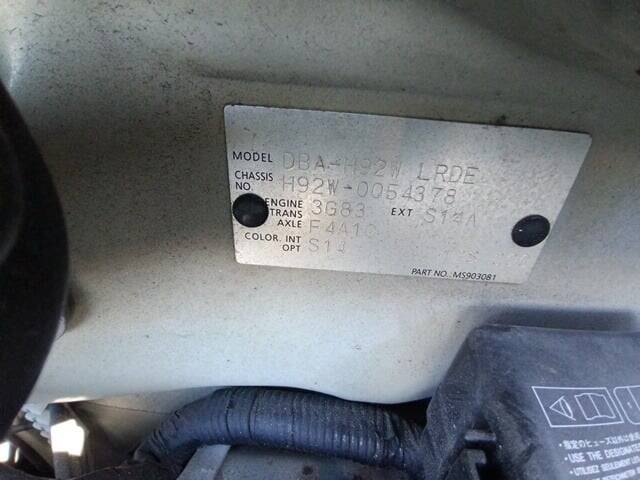 MODEL DBA-H92W LRDE
CHASSIS NO. H92W-0054378
ENGINE 3G83 EXT S14A
TRANS AXLE F4A1
COLOR. INT OPT S14
PART NO. MS903081
USE THE DESIGNATED
UTILISEZ